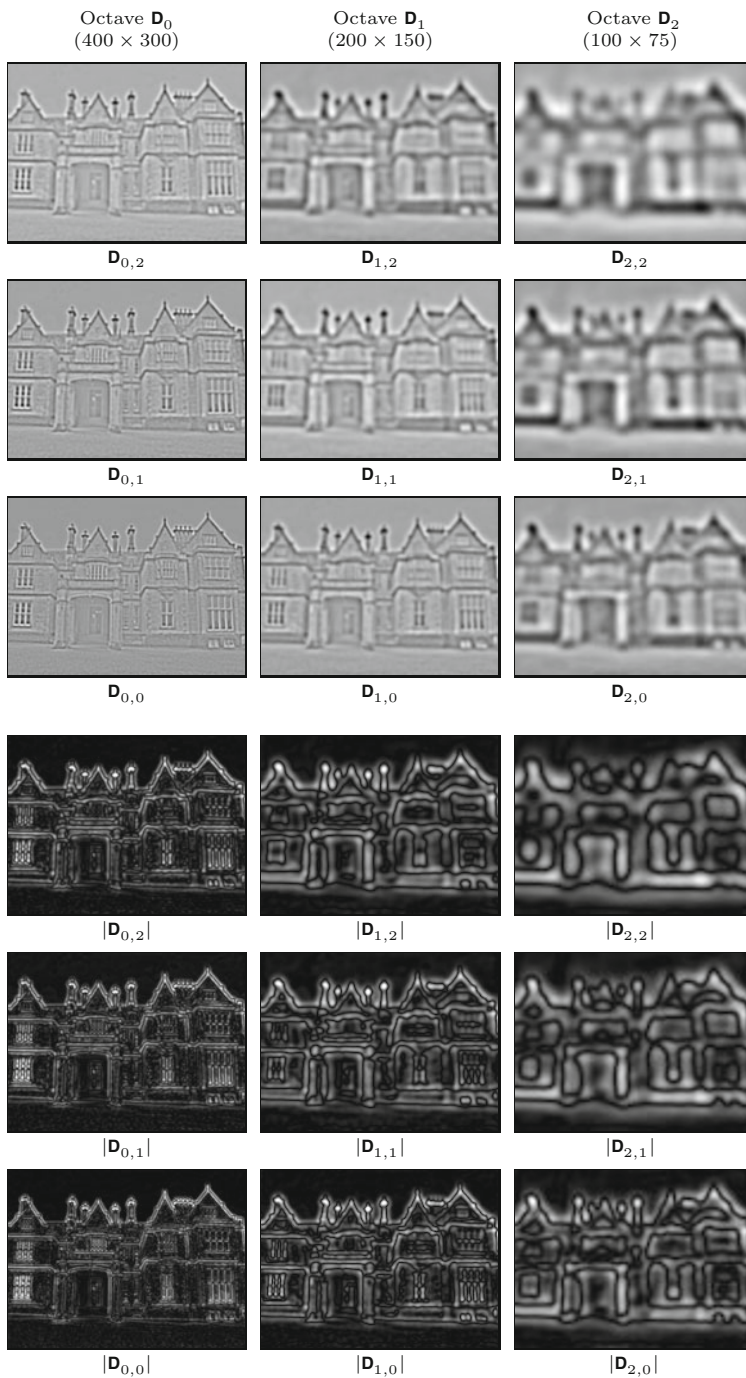 Octave D0 Octave D1 Octave D2
(400 × 300) (200 × 150) (100 × 75)
D0,2 D1,2 D2,2
D0,1 D1,1 D2,1
D0,0 D1,0 D2,0
|D0,2| |D1,2| |D2,2|
|D0,1| |D1,1| |D2,1|
|D0,0| |D1,0| |D2,0|